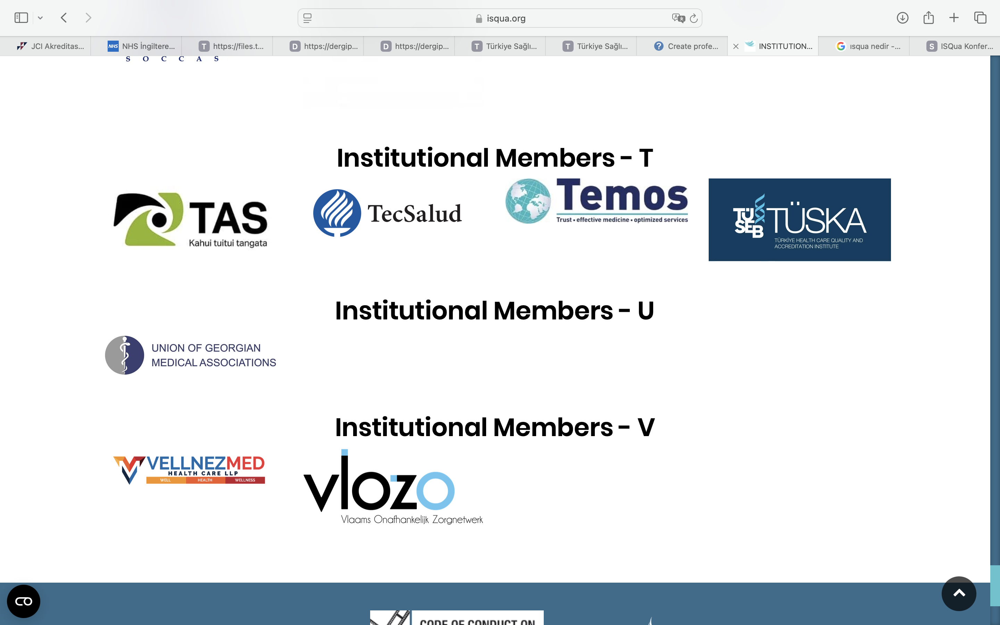 isqua.org
JCI Akreditas...
NHS NHS İngiltere...
T https://files.t...
D https://dergip...
D https://dergip...
T Türkiye Sağlı...
T Türkiye Sağlı...
? Create profe...
INSTITUTION...
G ısqua nedir -...
S ISQua Konfer...
S O C C A S
Institutional Members - T
TAS
Kahui tuitui tangata
TecSalud
Temos
Trust • effective medicine • optimized services
TÜSEB
TÜSKA
TÜRKİYE HEALTH CARE QUALITY AND
ACCREDITATION INSTITUTE
Institutional Members - U
UNION OF GEORGIAN
MEDICAL ASSOCIATIONS
Institutional Members - V
VELLNEZMED
HEALTH CARE LLP
WELL HEALTH WELLNESS
vlozo
Vlaams Onafhankelijk Zorgnetwerk
CODE OF CONDUCT ON